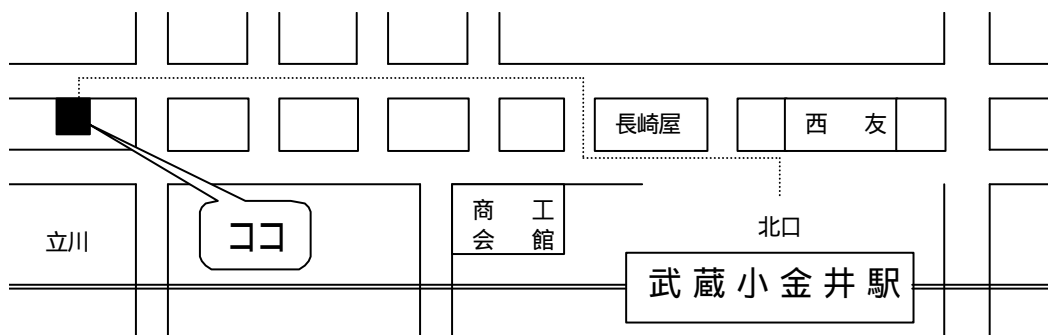 長崎屋
西 友
商 工
会 館
立川
ココ
北口
武蔵小金井駅